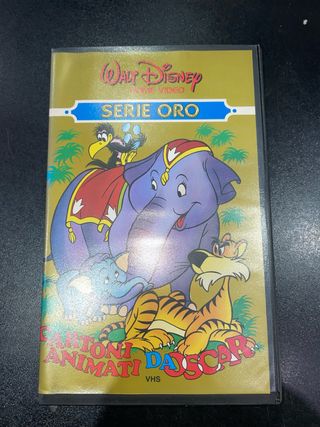 WALT DISNEY
HOME VIDEO
SERIE ORO
CARTONI
ANIMATI DA OSCAR
VHS